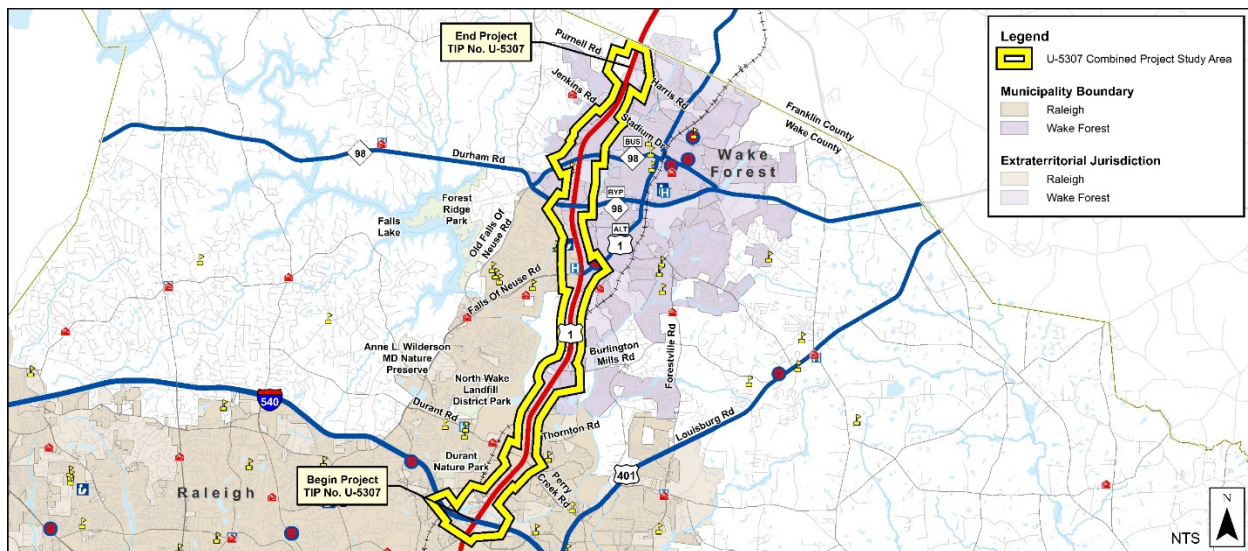 End Project
TIP No. U-5307
Purnell Rd
Jenkins Rd
Harris Rd
Stadium Dr
Franklin County
Wake County
98
Durham Rd
BUS
98
Wake
Forest
Forest
Ridge
Park
Falls
Lake
Old Falls Of
Neuse Rd
BYP
98
ALT
1
H
H
Falls Of Neuse Rd
1
Anne L. Wilderson
MD Nature
Preserve
Burlington
Mills Rd
Forestville Rd
North Wake
Landfill
District Park
540
Durant Rd
Thornton Rd
Louisburg Rd
Durant
Nature Park
Perry
Creek Rd
401
Begin Project
TIP No. U-5307
Raleigh
Legend
U-5307 Combined Project Study Area
Municipality Boundary
Raleigh
Wake Forest
Extraterritorial Jurisdiction
Raleigh
Wake Forest
N
NTS